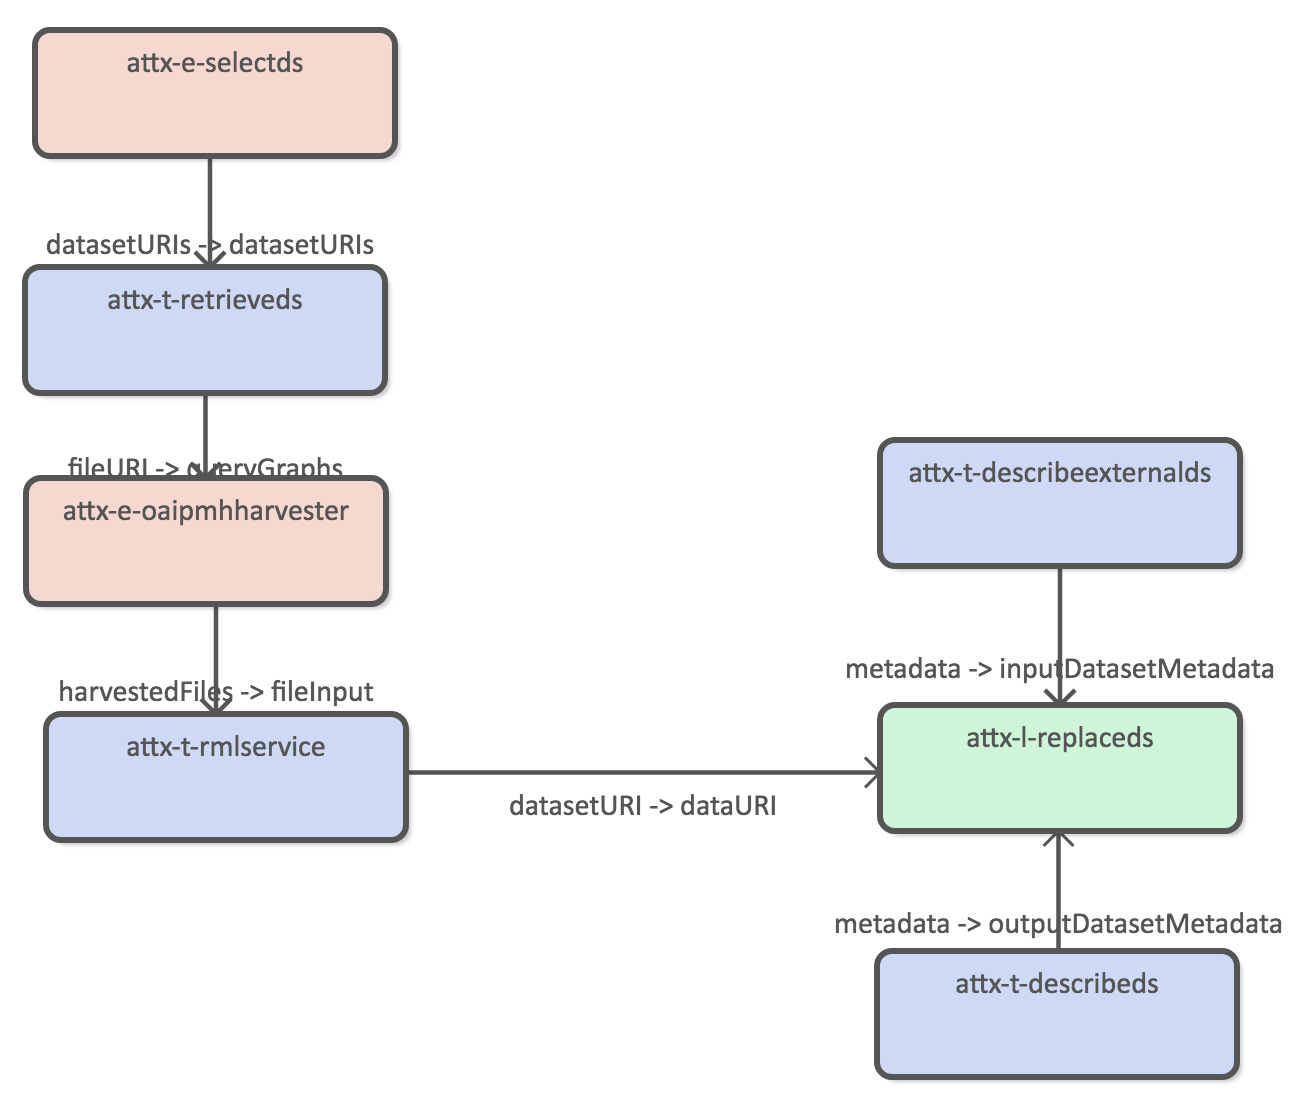 attx-e-selectds
datasetURIs -> datasetURIs
attx-t-retrieveds
fileURI -> queryGraphs
attx-e-oaipmhharvester
harvestedFiles -> fileInput
attx-t-rmlservice
datasetURI -> dataURI
attx-t-describeexternalds
metadata -> inputDatasetMetadata
attx-l-replaceds
metadata -> outputDatasetMetadata
attx-t-describeds